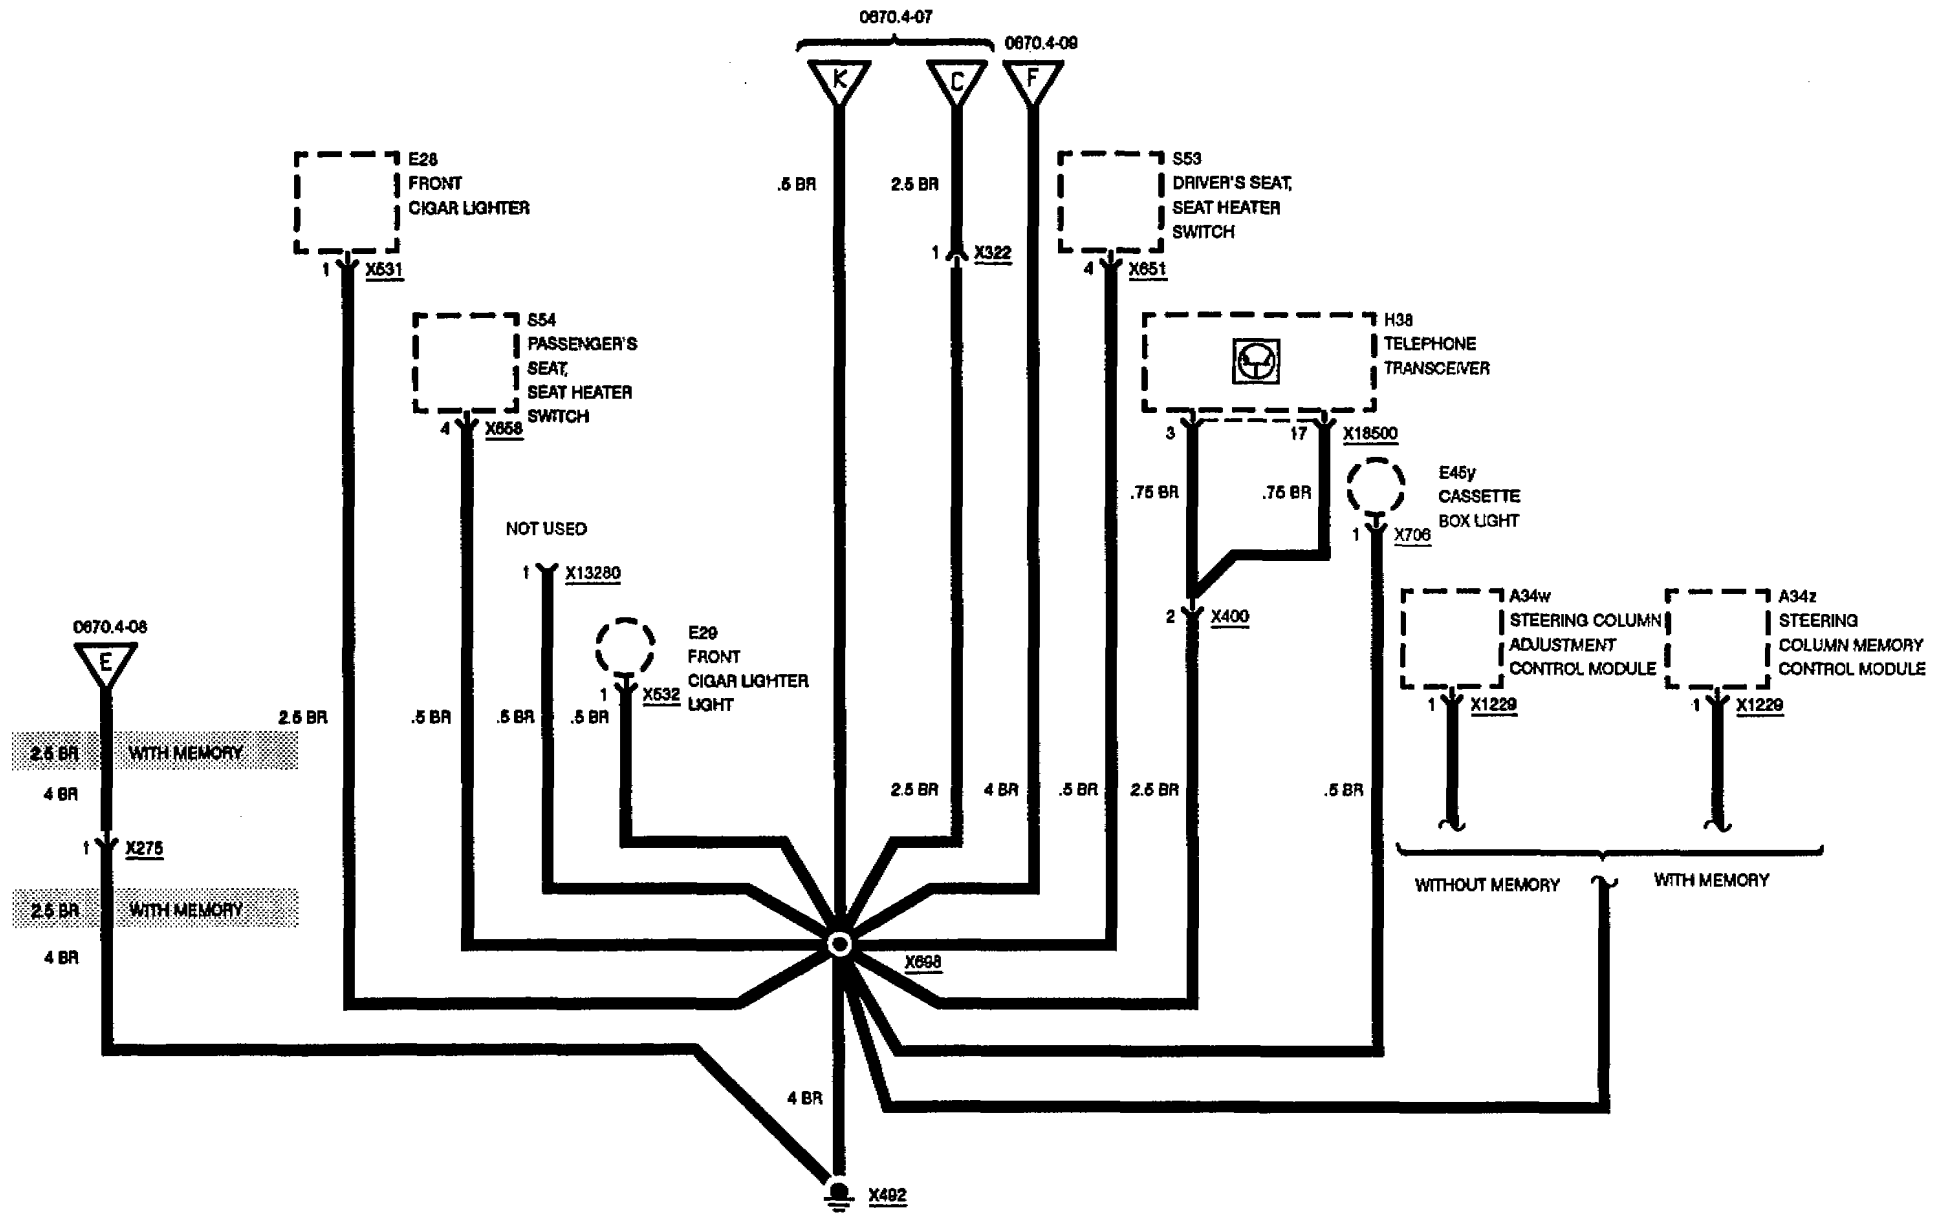 0670.4-07
0670.4-09
K
C
F
E28
FRONT
CIGAR LIGHTER
.5 BR
2.5 BR
S53
DRIVER'S SEAT,
SEAT HEATER
SWITCH
1 X322
1 X531
4 X651
S54
PASSENGER'S
SEAT,
SEAT HEATER
SWITCH
H38
TELEPHONE
TRANSCEIVER
4 X658
3
17 X18500
.75 BR
.75 BR
E45y
CASSETTE
BOX LIGHT
1 X706
NOT USED
1 X13280
2 X400
A34w
STEERING COLUMN
ADJUSTMENT
CONTROL MODULE
A34z
STEERING
COLUMN MEMORY
CONTROL MODULE
0670.4-08
E
E29
FRONT
CIGAR LIGHTER
LIGHT
1 X532
1 X1229
1 X1229
2.5 BR
.5 BR
.5 BR
.5 BR
2.5 BR WITH MEMORY
4 BR
2.5 BR
4 BR
.5 BR
2.5 BR
.5 BR
1 X275
WITHOUT MEMORY
WITH MEMORY
2.5 BR WITH MEMORY
4 BR
X698
4 BR
X492